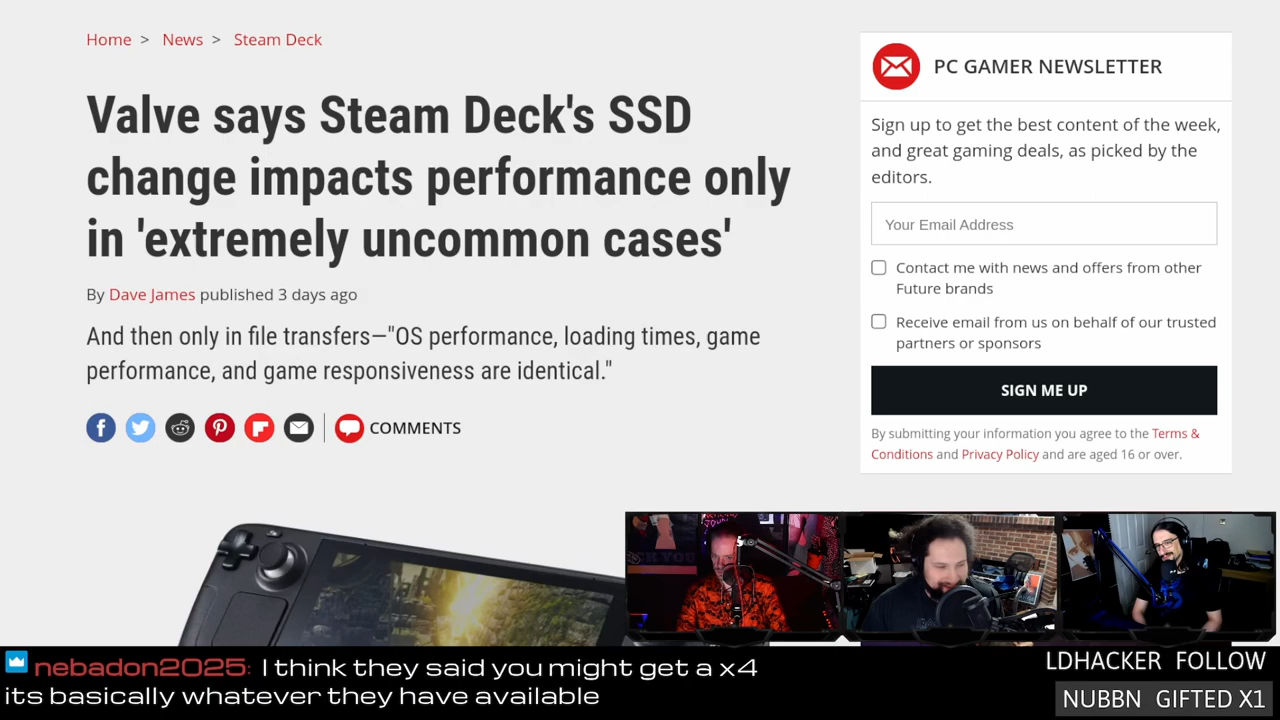 Home > News > Steam Deck
Valve says Steam Deck's SSD
change impacts performance only
in 'extremely uncommon cases'
By Dave James published 3 days ago
And then only in file transfers—"OS performance, loading times, game
performance, and game responsiveness are identical."
COMMENTS
PC GAMER NEWSLETTER
Sign up to get the best content of the week,
and great gaming deals, as picked by the
editors.
Your Email Address
Contact me with news and offers from other
Future brands
Receive email from us on behalf of our trusted
partners or sponsors
SIGN ME UP
By submitting your information you agree to the Terms &
Conditions and Privacy Policy and are aged 16 or over.
nebadon2025: I think they said you might get a x4
its basically whatever they have available
LDHACKER FOLLOW
NUBBN GIFTED X1